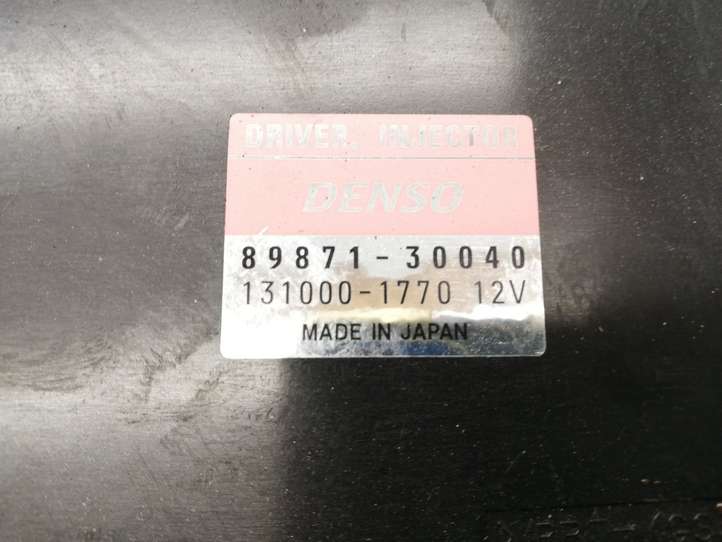 DRIVER, INJECTOR
DENSO
89871-30040
131000-1770 12V
MADE IN JAPAN